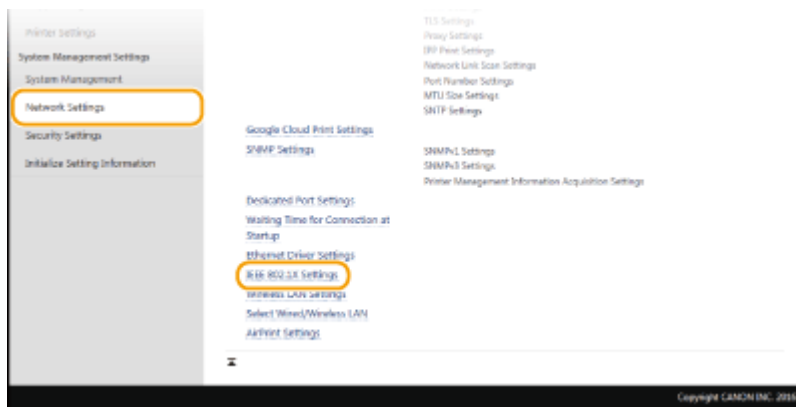 Printer Settings
System Management Settings
System Management
Network Settings
Security Settings
Initialize Setting Information
TLS Settings
Proxy Settings
IPP Print Settings
Network Link Scan Settings
Port Number Settings
MTU Size Settings
SNTP Settings
Google Cloud Print Settings
SNMP Settings
SNMPv1 Settings
SNMPv3 Settings
Printer Management Information Acquisition Settings
Dedicated Port Settings
Waiting Time for Connection at
Startup
Ethernet Driver Settings
IEEE 802.1X Settings
Wireless LAN Settings
Select Wired/Wireless LAN
AirPrint Settings
Copyright CANON INC. 2016